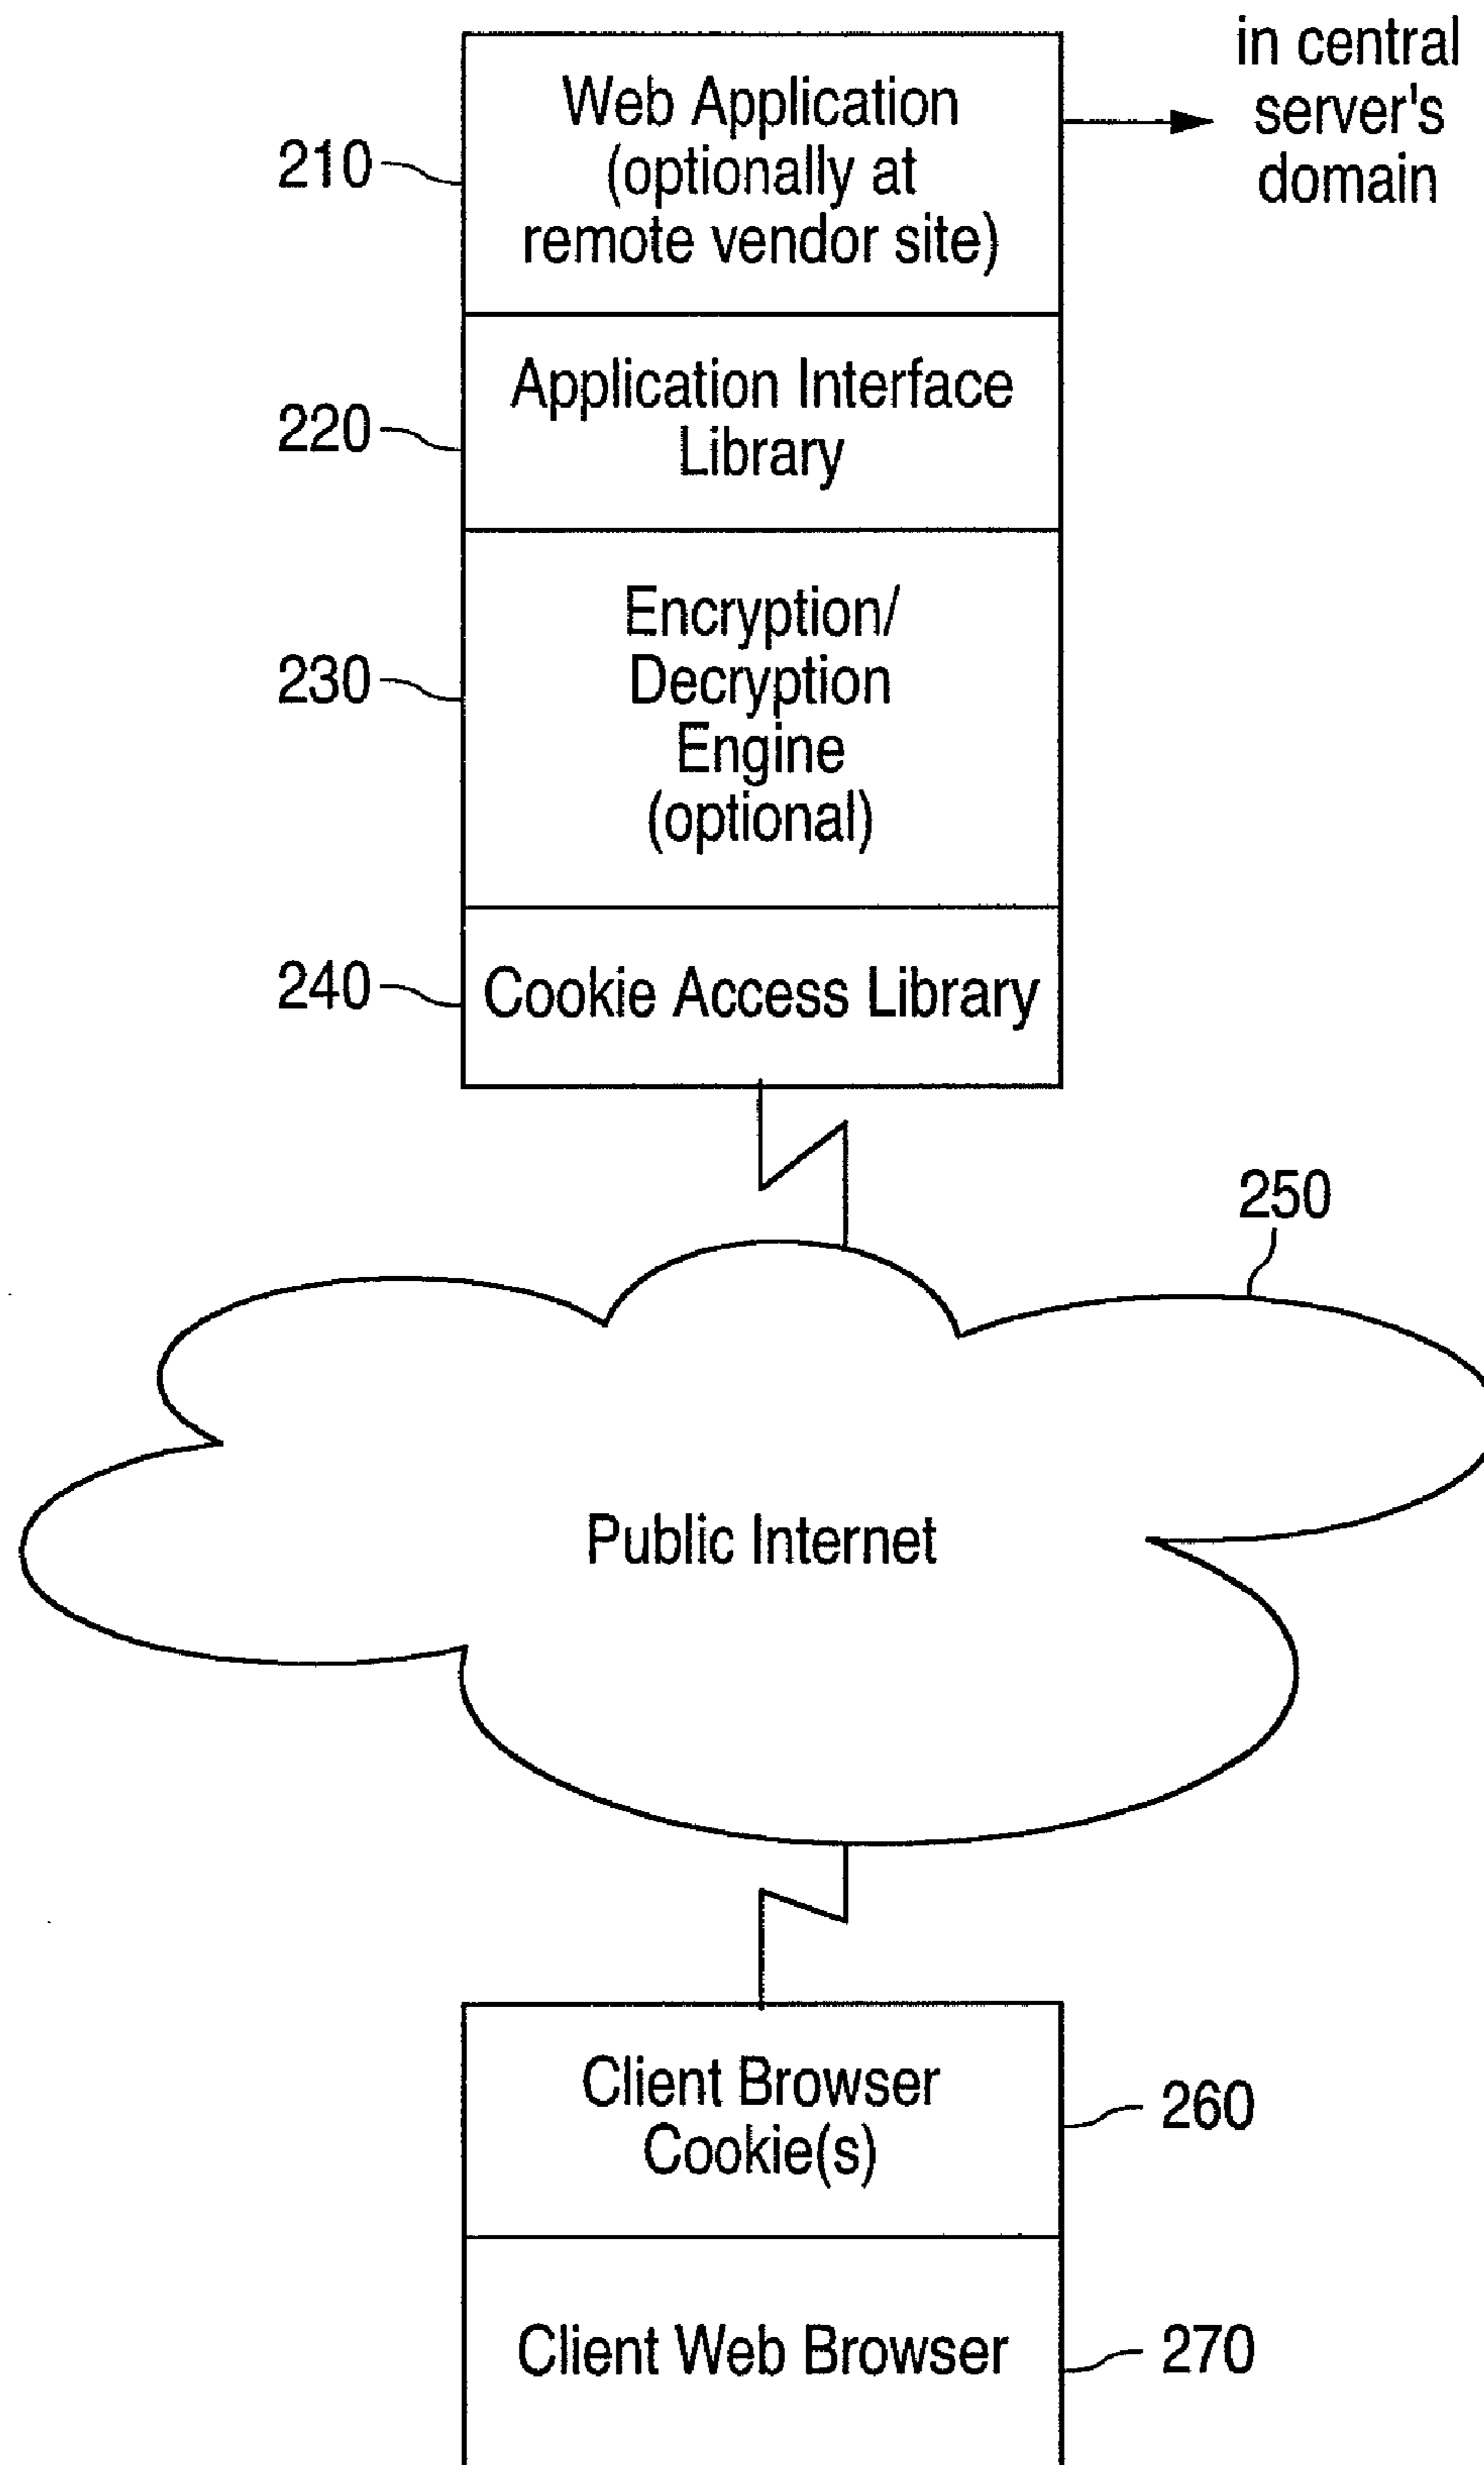 in central
server's
domain
Web Application
(optionally at
remote vendor site)
210
Application Interface
Library
220
Encryption/
Decryption
Engine
(optional)
230
Cookie Access Library
240
250
Public Internet
Client Browser
Cookie(s)
260
Client Web Browser
270